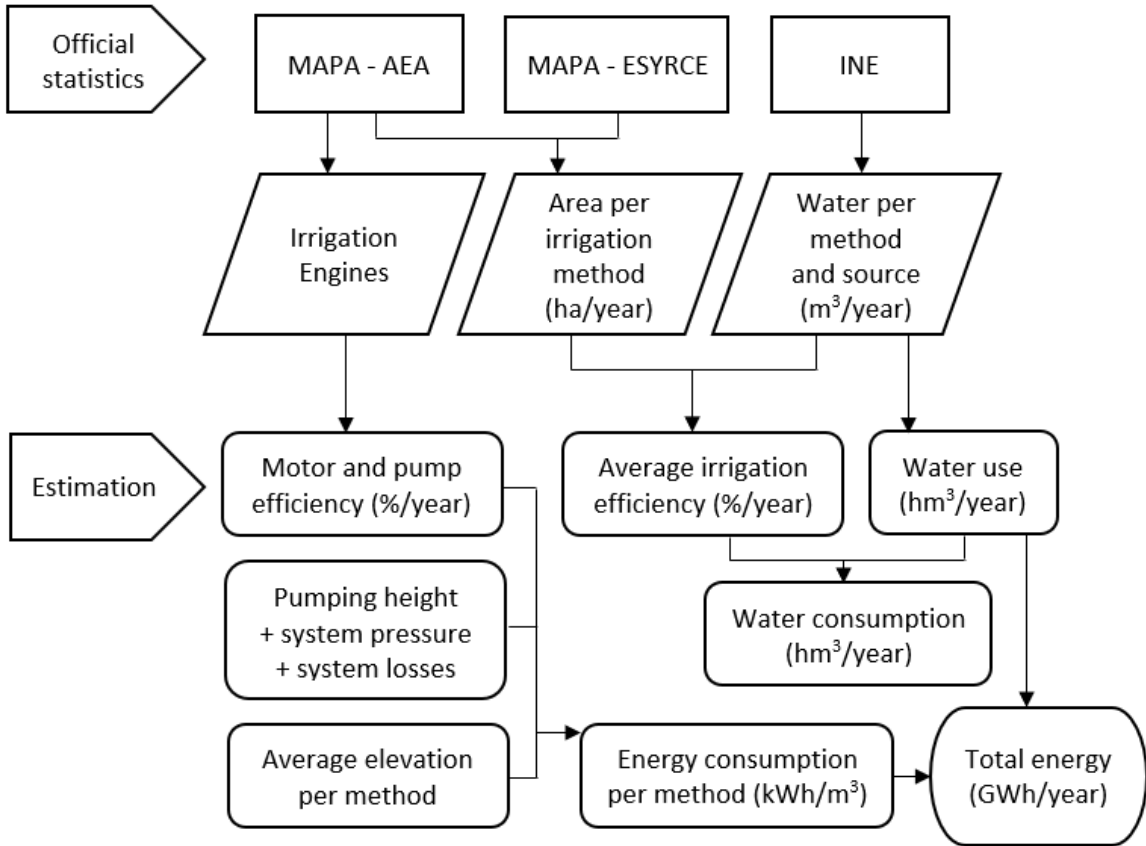 Official
statistics
MAPA - AEA
MAPA - ESYRCE
INE
Irrigation
Engines
Area per
irrigation
method
(ha/year)
Water per
method
and source
(m³/year)
Estimation
Motor and pump
efficiency (%/year)
Average irrigation
efficiency (%/year)
Water use
(hm³/year)
Pumping height
+ system pressure
+ system losses
Water consumption
(hm³/year)
Average elevation
per method
Energy consumption
per method (kWh/m³)
Total energy
(GWh/year)